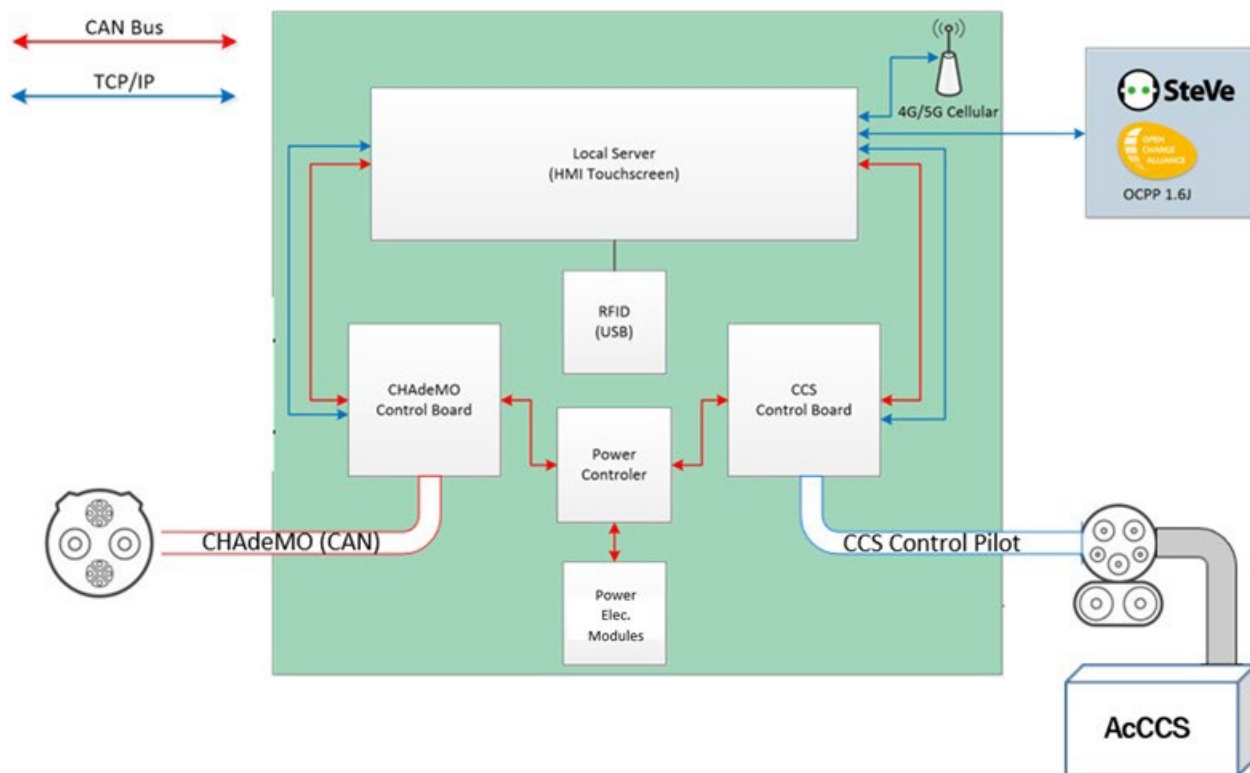 CAN Bus
TCP/IP
4G/5G Cellular
SteVe
OPEN
CHARGE
ALLIANCE
OCPP 1.6J
Local Server
(HMI Touchscreen)
RFID
(USB)
CHAdeMO
Control Board
CCS
Control Board
Power
Controler
CHAdeMO (CAN)
CCS Control Pilot
Power
Elec.
Modules
AcCCS